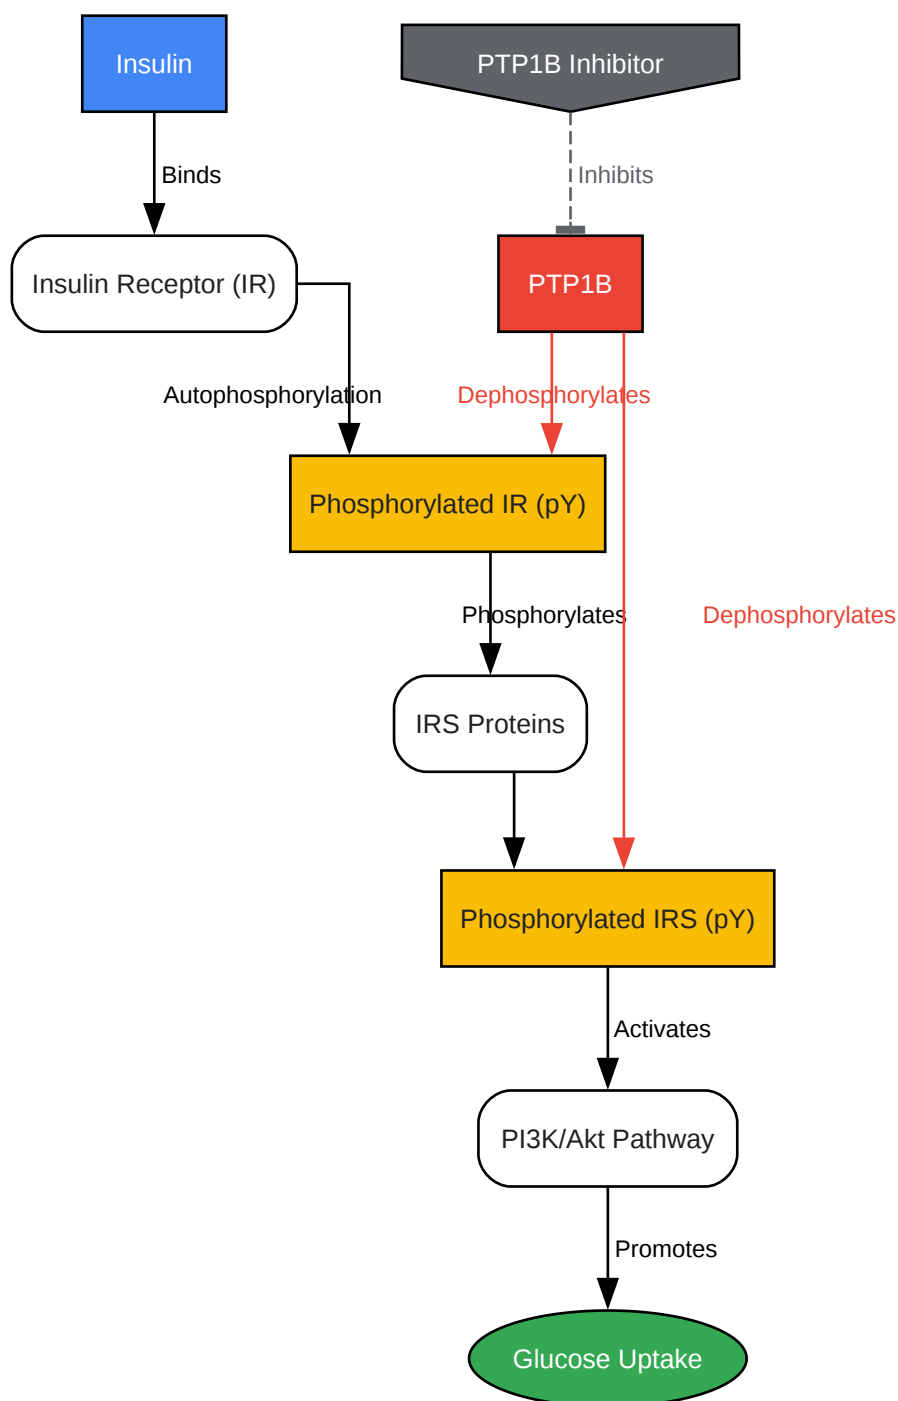 Insulin
PTP1B Inhibitor
Binds
Inhibits
Insulin Receptor (IR)
PTP1B
Autophosphorylation
Dephosphorylates
Phosphorylated IR (pY)
Phosphorylates
Dephosphorylates
IRS Proteins
Phosphorylated IRS (pY)
Activates
PI3K/Akt Pathway
Promotes
Glucose Uptake